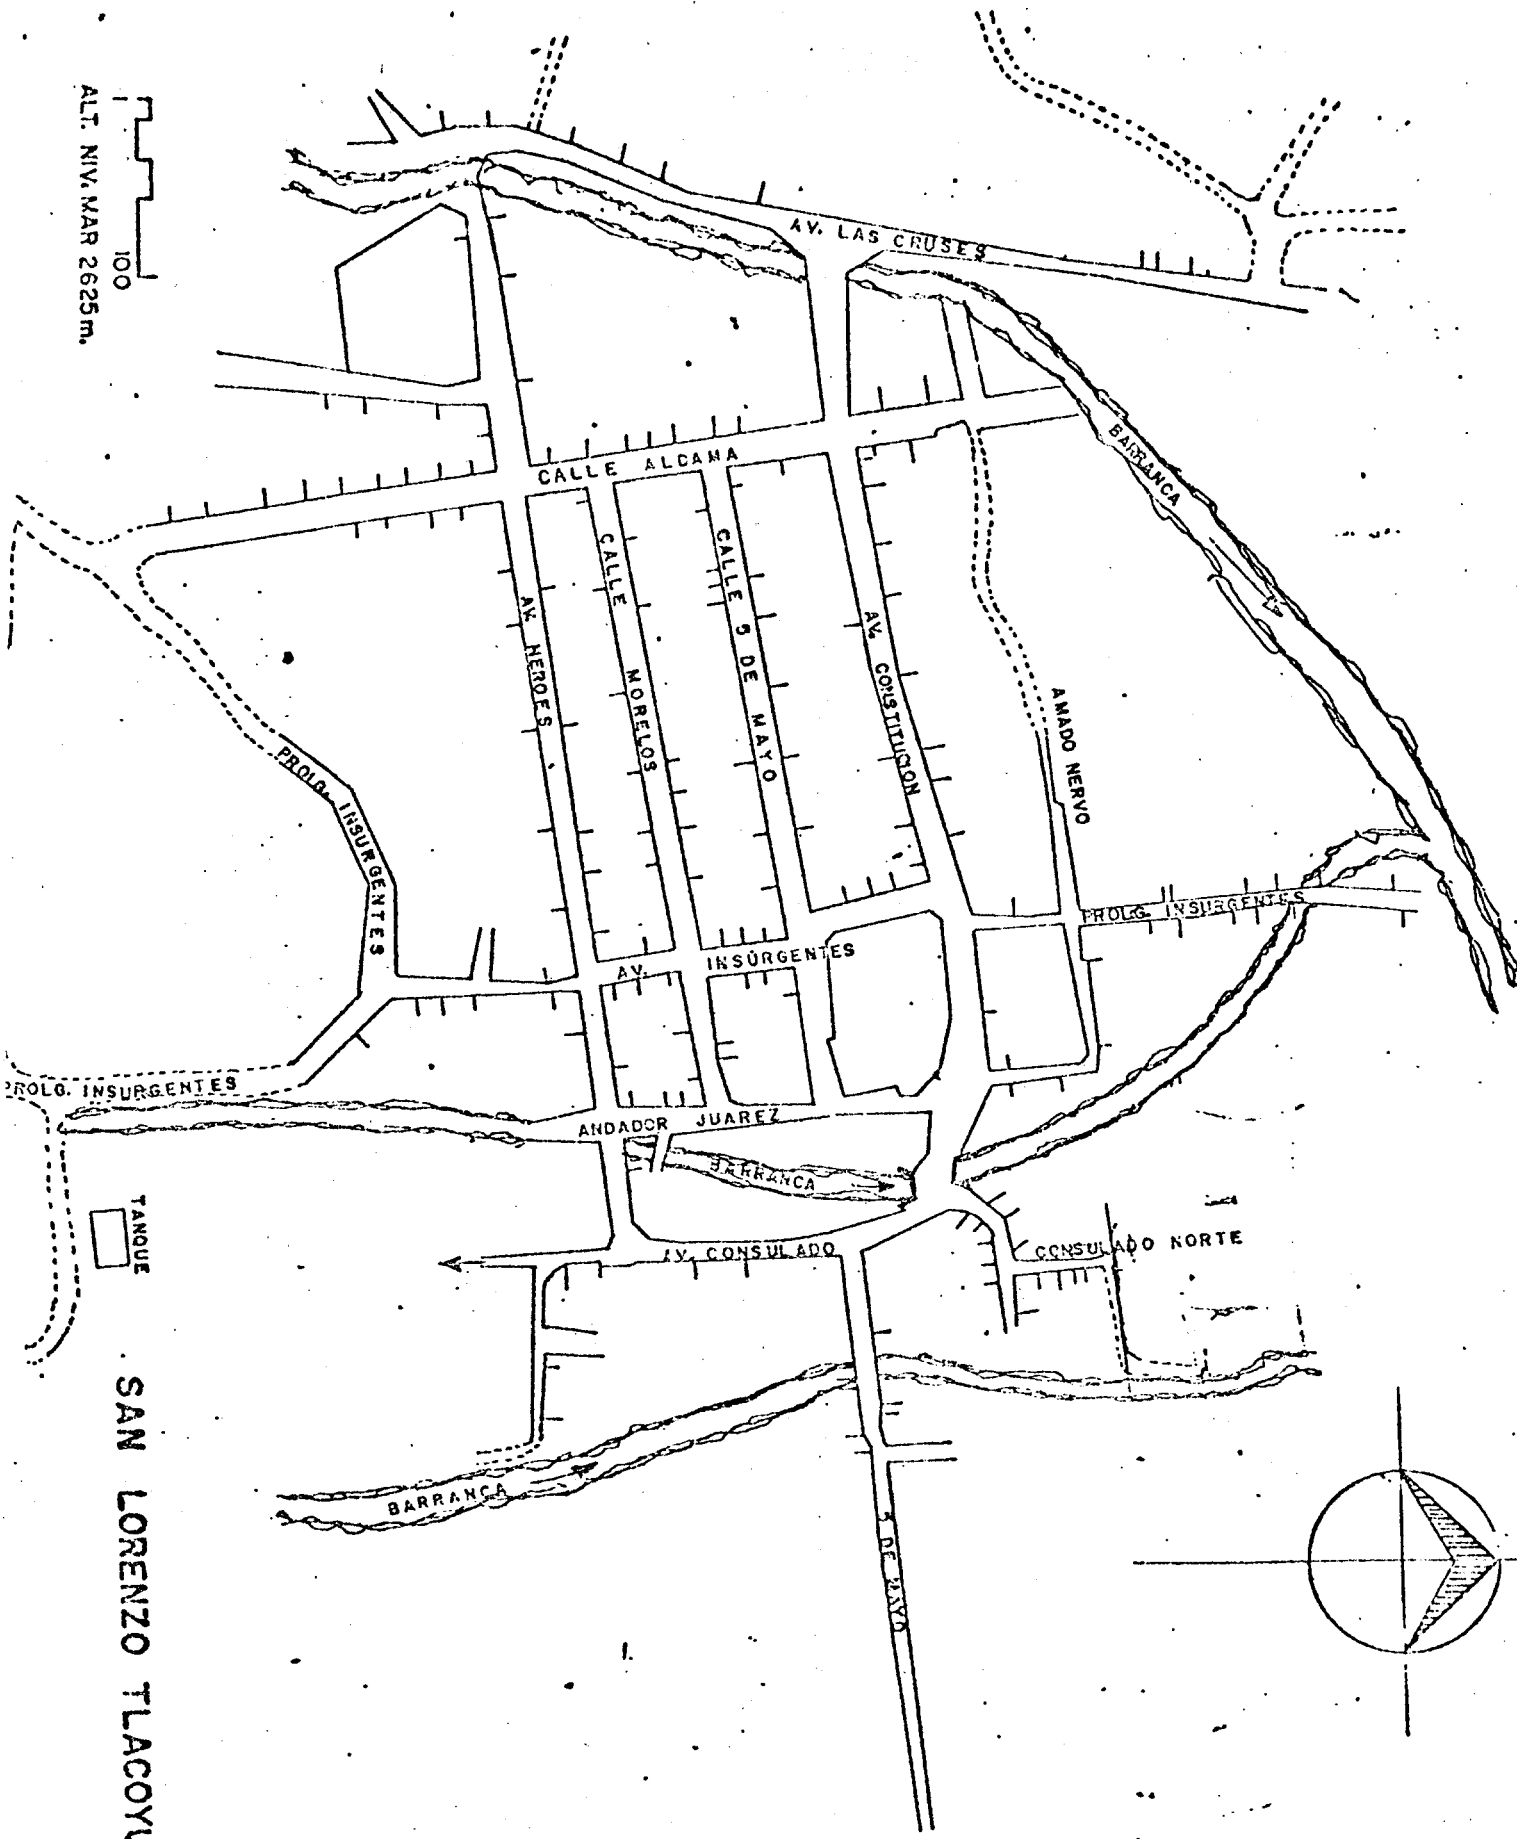 ALT. NIV. MAR 2625 m.
1 100
AV. LAS CRUSES
BARRANCA
CALLE ALDAMA
CALLE MORELOS
CALLE 5 DE MAYO
AV. HEROES
AV. CONSTITUCION
AMADO NERVO
PROLG. INSURGENTES
PROLG. INSURGENTES
AV. INSURGENTES
PROLG. INSURGENTES
ANDADOR JUAREZ
BARRANCA
TANQUE
AV. CONSULADO
CONSULADO NORTE
BARRANCA
5 DE MAYO
SAN LORENZO TLACOYU